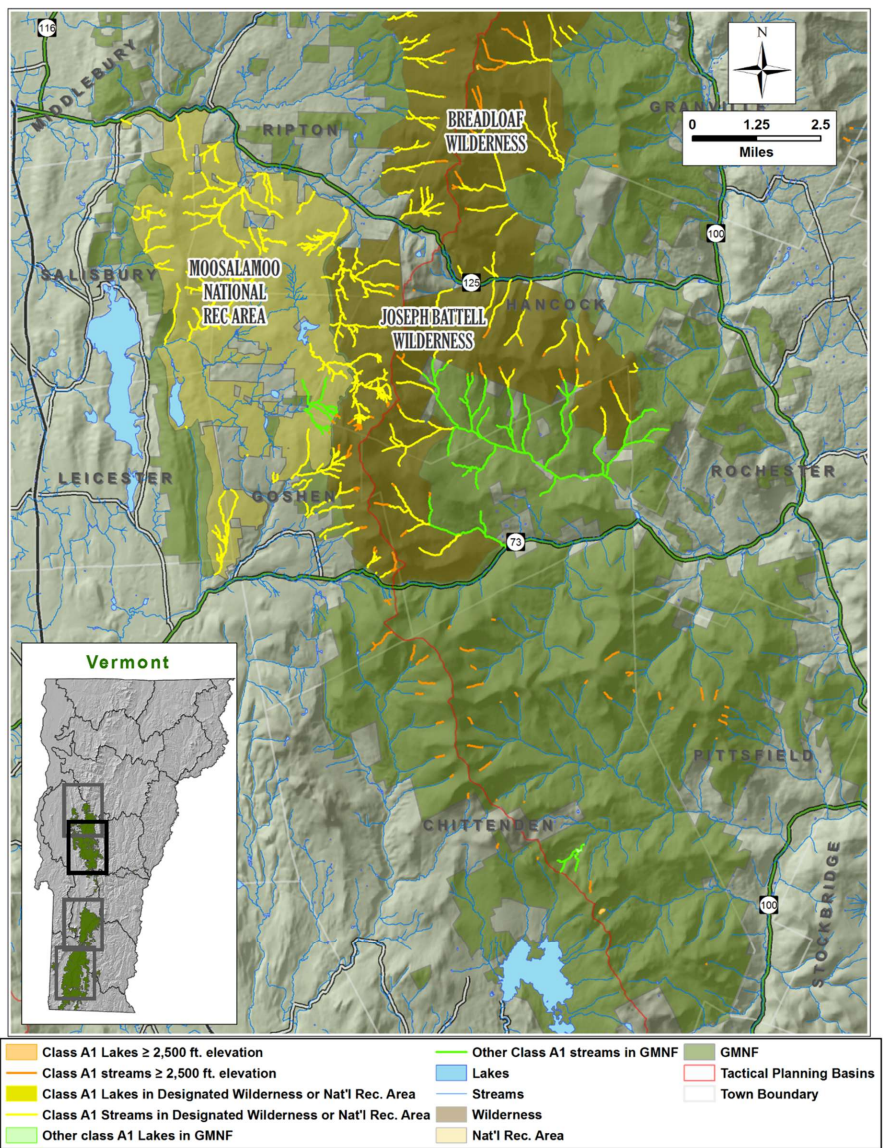 116
MIDDLEBURY
RIPTON
BREADLOAF
WILDERNESS
GRANVILLE
N
0 1.25 2.5
Miles
100
SALISBURY
MOOSALAMOO
NATIONAL
REC AREA
125
HANCOCK
JOSEPH BATTELL
WILDERNESS
LEICESTER
GOSHEN
ROCHESTER
73
Vermont
PITTSFIELD
CHITTENDEN
STOCKBRIDGE
100
Class A1 Lakes ≥ 2,500 ft. elevation
Class A1 streams ≥ 2,500 ft. elevation
Class A1 Lakes in Designated Wilderness or Nat'l Rec. Area
Class A1 Streams in Designated Wilderness or Nat'l Rec. Area
Other class A1 Lakes in GMNF
Other Class A1 streams in GMNF
Lakes
Streams
Wilderness
Nat'l Rec. Area
GMNF
Tactical Planning Basins
Town Boundary